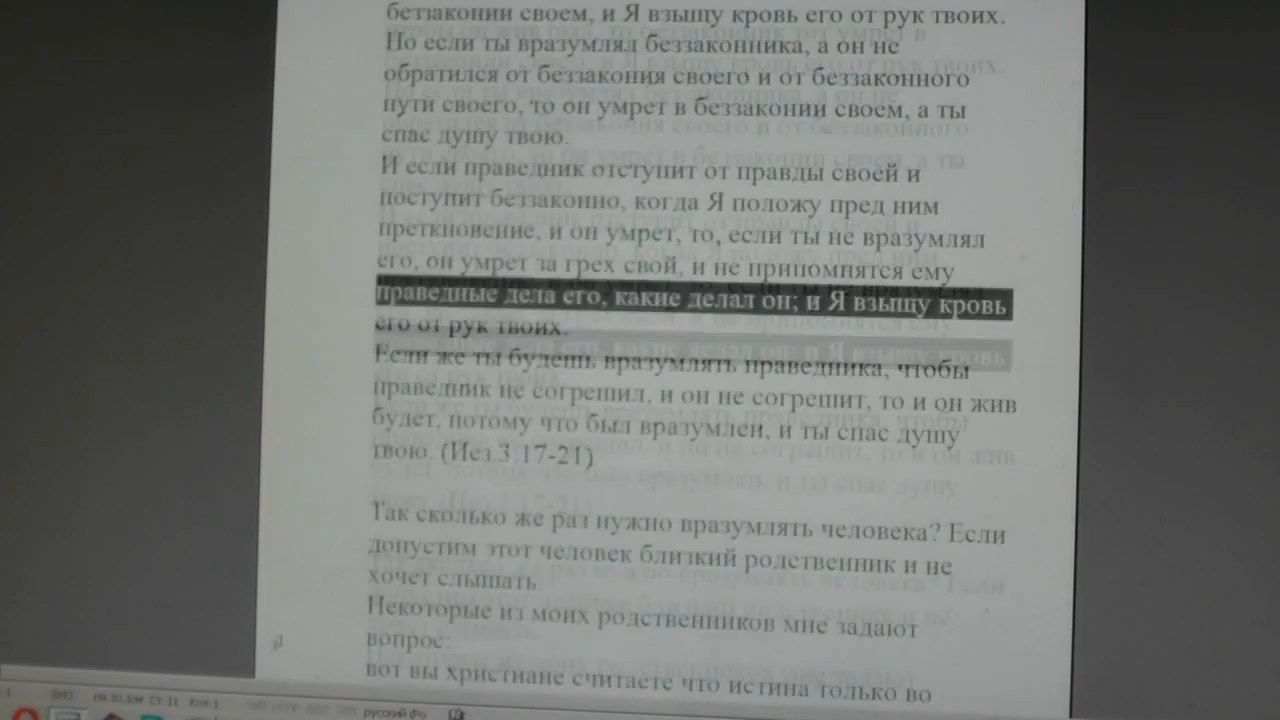 беззаконии своем, и Я взыщу кровь его от рук твоих.
Но если ты вразумлял беззаконника, а он не
обратился от беззакония своего и от беззаконного
пути своего, то он умрет в беззаконии своем, а ты
спас душу твою.
И если праведник отступит от правды своей и
поступит беззаконно, когда Я положу пред ним
преткновение, и он умрет, то, если ты не вразумлял
его, он умрет за грех свой, и не припомнятся ему
праведные дела его, какие делал он; и Я взыщу кровь
его от рук твоих.
Если же ты будешь вразумлять праведника, чтобы
праведник не согрешил, и он не согрешит, то и он жив
будет, потому что был вразумлен, и ты спас душу
твою. (Иез.3:17-21)
Так сколько же раз нужно вразумлять человека? Если
допустим этот человек близкий родственник и не
хочет слышать
Некоторые из моих родственников мне задают
вопрос:
вот вы христиане считаете что истина только во
Кол 1
русский